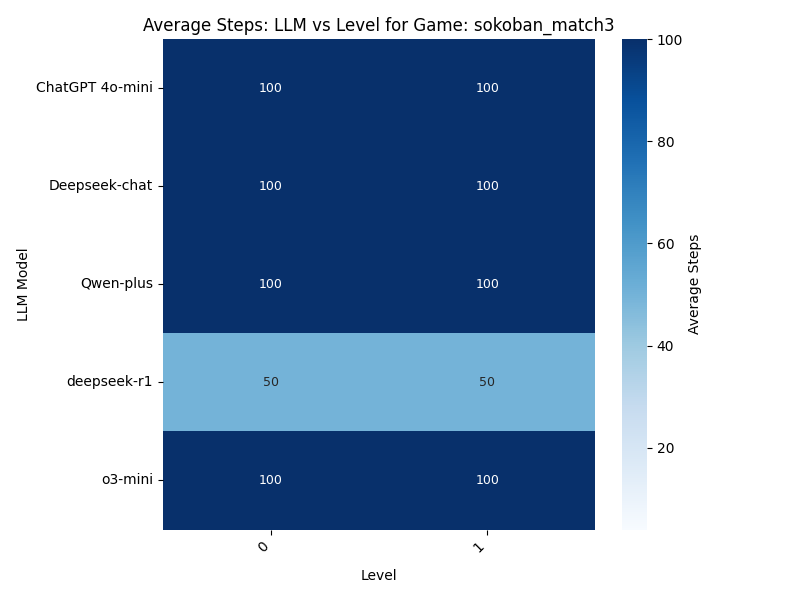 Average Steps: LLM vs Level for Game: sokoban_match3
LLM Model
ChatGPT 4o-mini 100 100
Deepseek-chat 100 100
Qwen-plus 100 100
deepseek-r1 50 50
o3-mini 100 100
0 1
Level
100
80
60
40
20
Average Steps